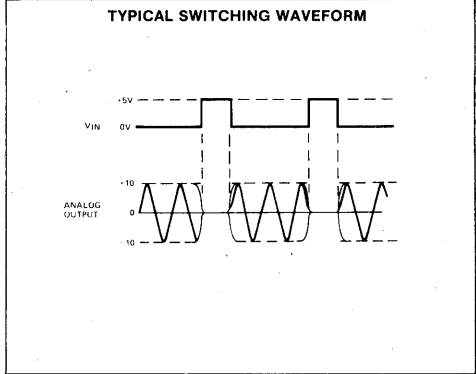 TYPICAL SWITCHING WAVEFORM
+5V
VIN
0V
+10
ANALOG
OUTPUT
0
-10